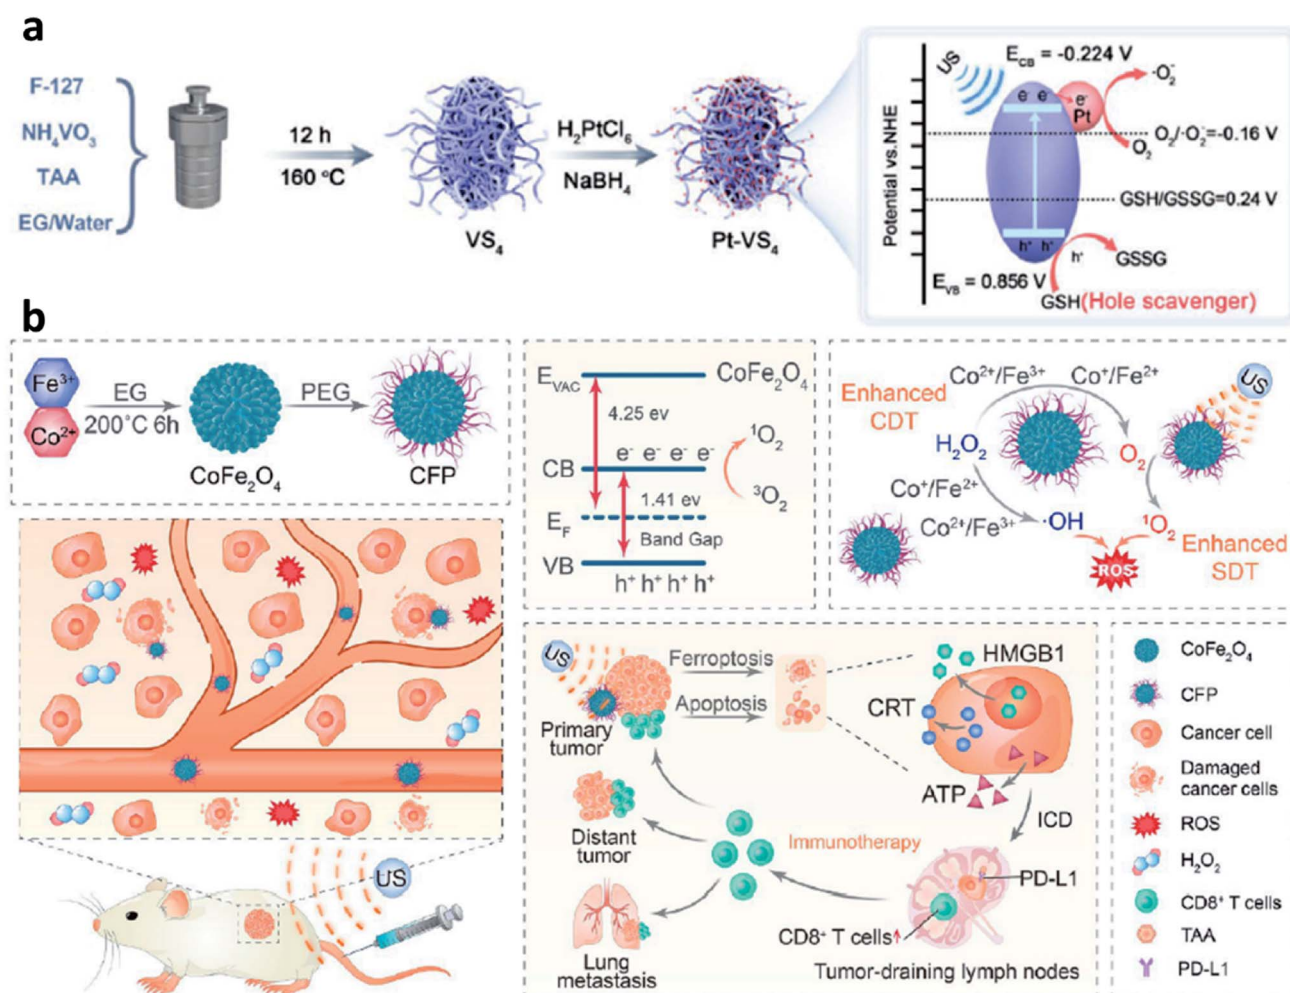 a
F-127
NH₄VO₃
TAA
EG/Water
12 h
160 °C
VS₄
H₂PtCl₆
NaBH₄
Pt-VS₄
Potential vs.NHE
US
E_CB = -0.224 V
e⁻ e⁻
e⁻
Pt
·O₂⁻
O₂/·O₂⁻=-0.16 V
O₂
GSH/GSSG=0.24 V
h⁺ h⁺
h⁺
GSSG
E_VB = 0.856 V
GSH(Hole scavenger)
b
Fe³⁺
Co²⁺
EG
200°C 6h
CoFe₂O₄
PEG
CFP
E_VAC
CoFe₂O₄
4.25 ev
CB
e⁻ e⁻ e⁻ e⁻
¹O₂
³O₂
1.41 ev
E_F
Band Gap
VB
h⁺ h⁺ h⁺ h⁺
Enhanced
CDT
Co²⁺/Fe³⁺
Co⁺/Fe²⁺
US
H₂O₂
O₂
Co⁺/Fe²⁺
Co²⁺/Fe³⁺
·OH
¹O₂
ROS
Enhanced
SDT
US
US
Primary
tumor
Ferroptosis
Apoptosis
HMGB1
CRT
ATP
ICD
Distant
tumor
Immunotherapy
PD-L1
Lung
metastasis
CD8⁺ T cells↑
Tumor-draining lymph nodes
CoFe₂O₄
CFP
Cancer cell
Damaged
cancer cells
ROS
H₂O₂
CD8⁺ T cells
TAA
PD-L1